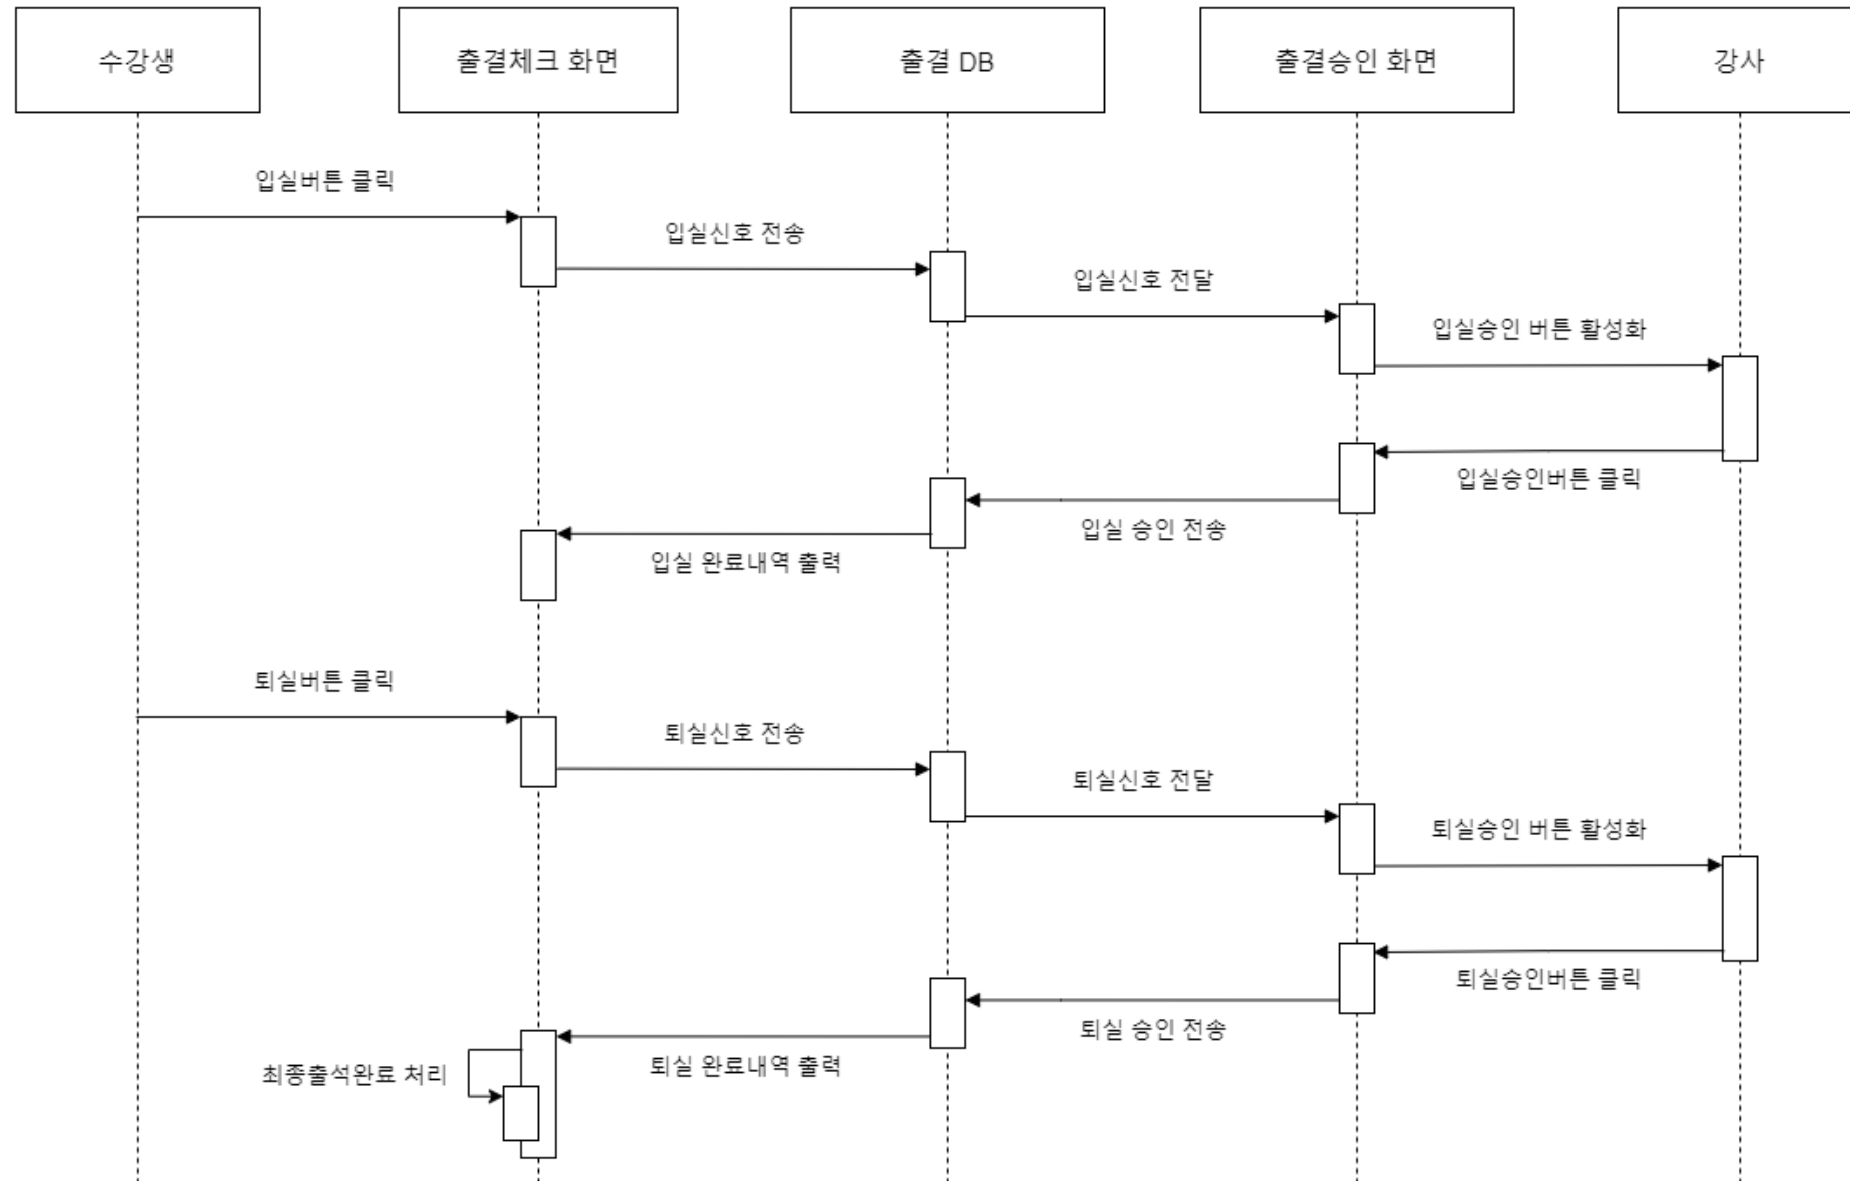 수강생
출결체크 화면
출결 DB
출결승인 화면
강사
입실버튼 클릭
입실신호 전송
입실신호 전달
입실승인 버튼 활성화
입실승인버튼 클릭
입실 승인 전송
입실 완료내역 출력
퇴실버튼 클릭
퇴실신호 전송
퇴실신호 전달
퇴실승인 버튼 활성화
퇴실승인버튼 클릭
퇴실 승인 전송
퇴실 완료내역 출력
최종출석완료 처리